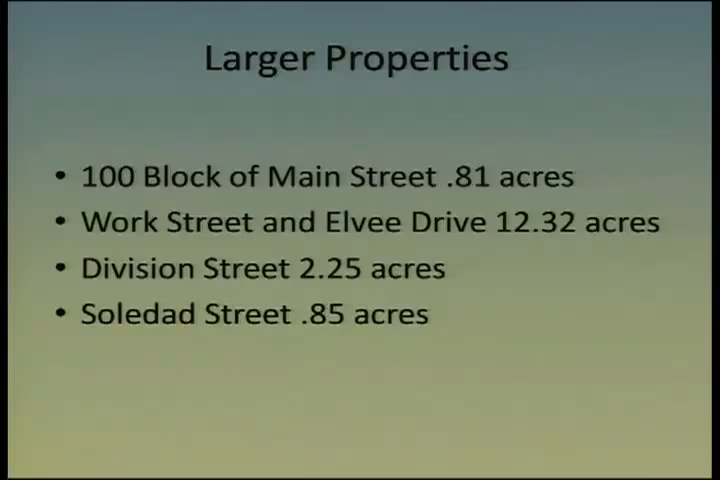 Larger Properties
• 100 Block of Main Street .81 acres
• Work Street and Elvee Drive 12.32 acres
• Division Street 2.25 acres
• Soledad Street .85 acres